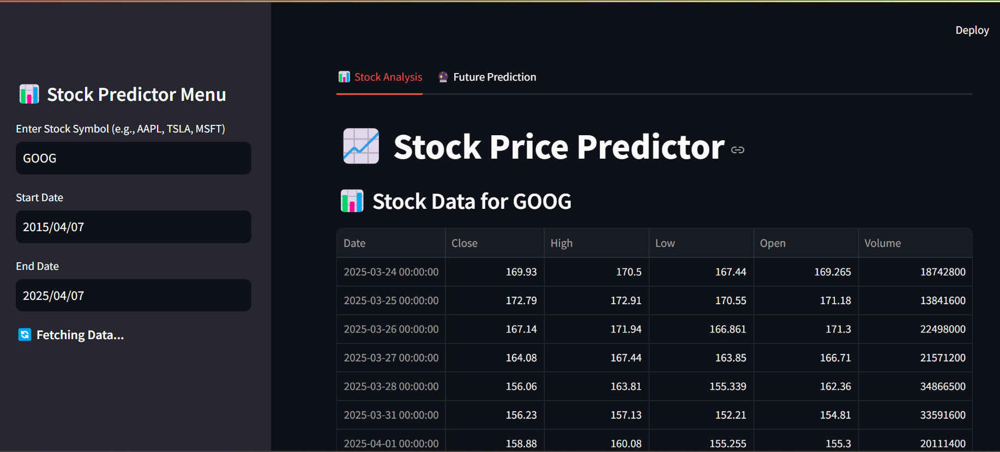 Deploy
Stock Predictor Menu
Enter Stock Symbol (e.g., AAPL, TSLA, MSFT)
GOOG
Start Date
2015/04/07
End Date
2025/04/07
Fetching Data...
Stock Analysis Future Prediction
Stock Price Predictor
Stock Data for GOOG
Date Close High Low Open Volume
2025-03-24 00:00:00 169.93 170.5 167.44 169.265 18742800
2025-03-25 00:00:00 172.79 172.91 170.55 171.18 13841600
2025-03-26 00:00:00 167.14 171.94 166.861 171.3 22498000
2025-03-27 00:00:00 164.08 167.44 163.85 166.71 21571200
2025-03-28 00:00:00 156.06 163.81 155.339 162.36 34866500
2025-03-31 00:00:00 156.23 157.13 152.21 154.81 33591600
2025-04-01 00:00:00 158.88 160.08 155.255 155.3 20111400